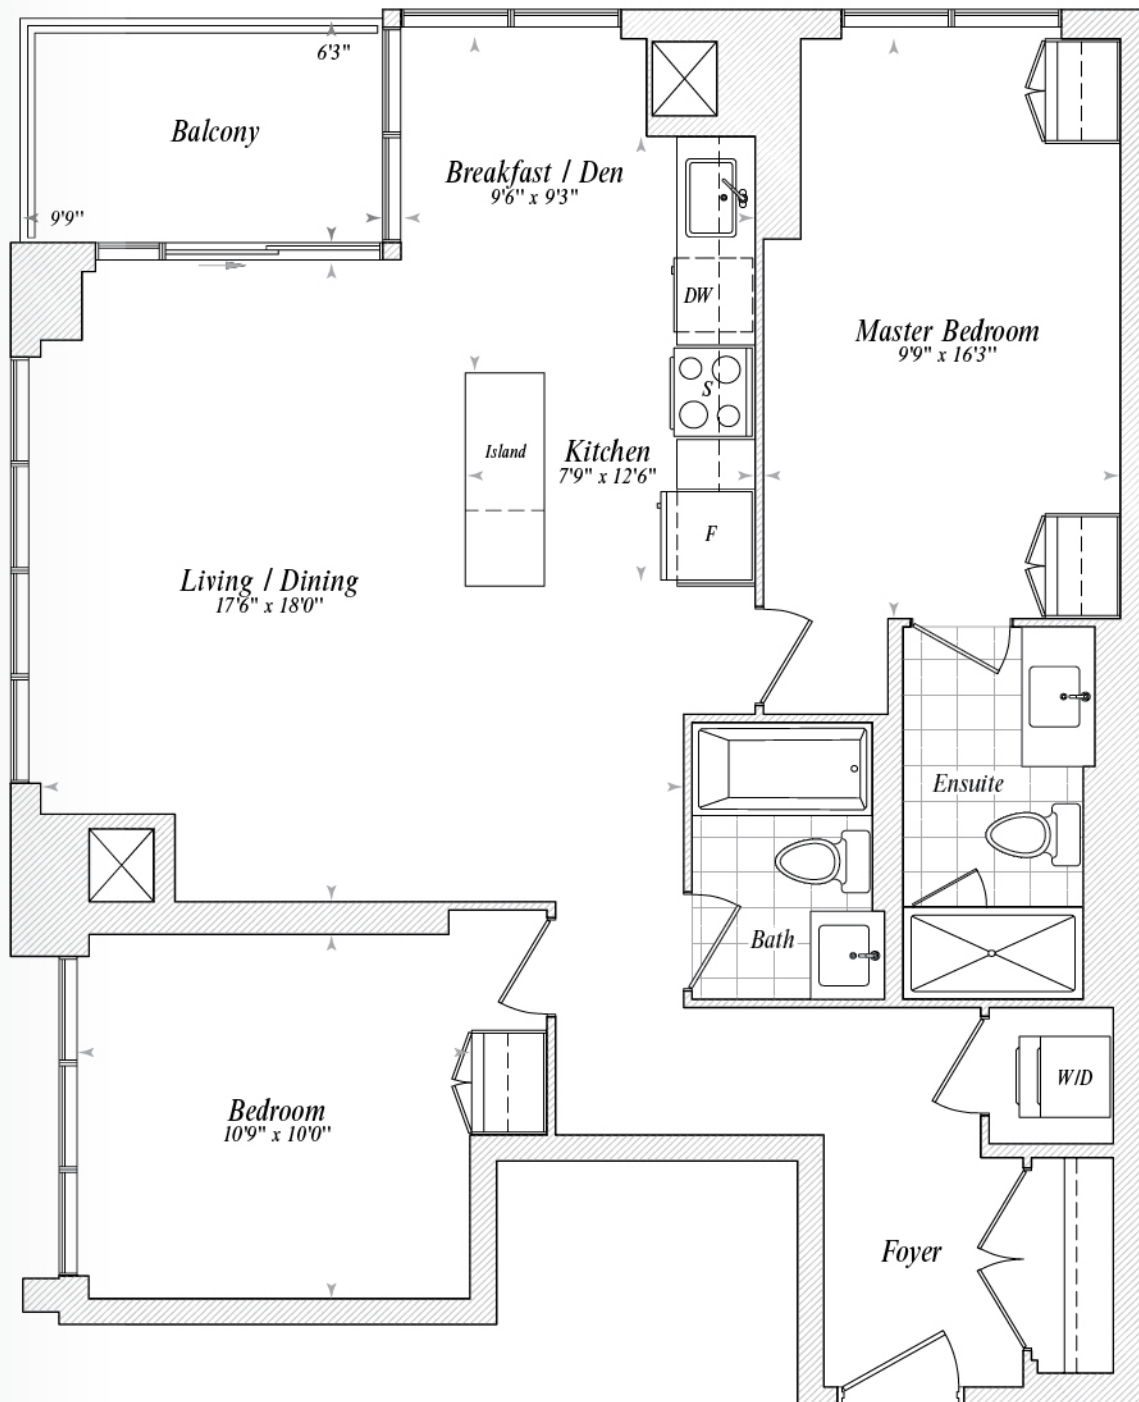 6'3"
Balcony
9'9"
Breakfast / Den
9'6" x 9'3"
DW
Master Bedroom
9'9" x 16'3"
S
Island
Kitchen
7'9" x 12'6"
F
Living / Dining
17'6" x 18'0"
Ensuite
Bath
W/D
Bedroom
10'9" x 10'0"
Foyer